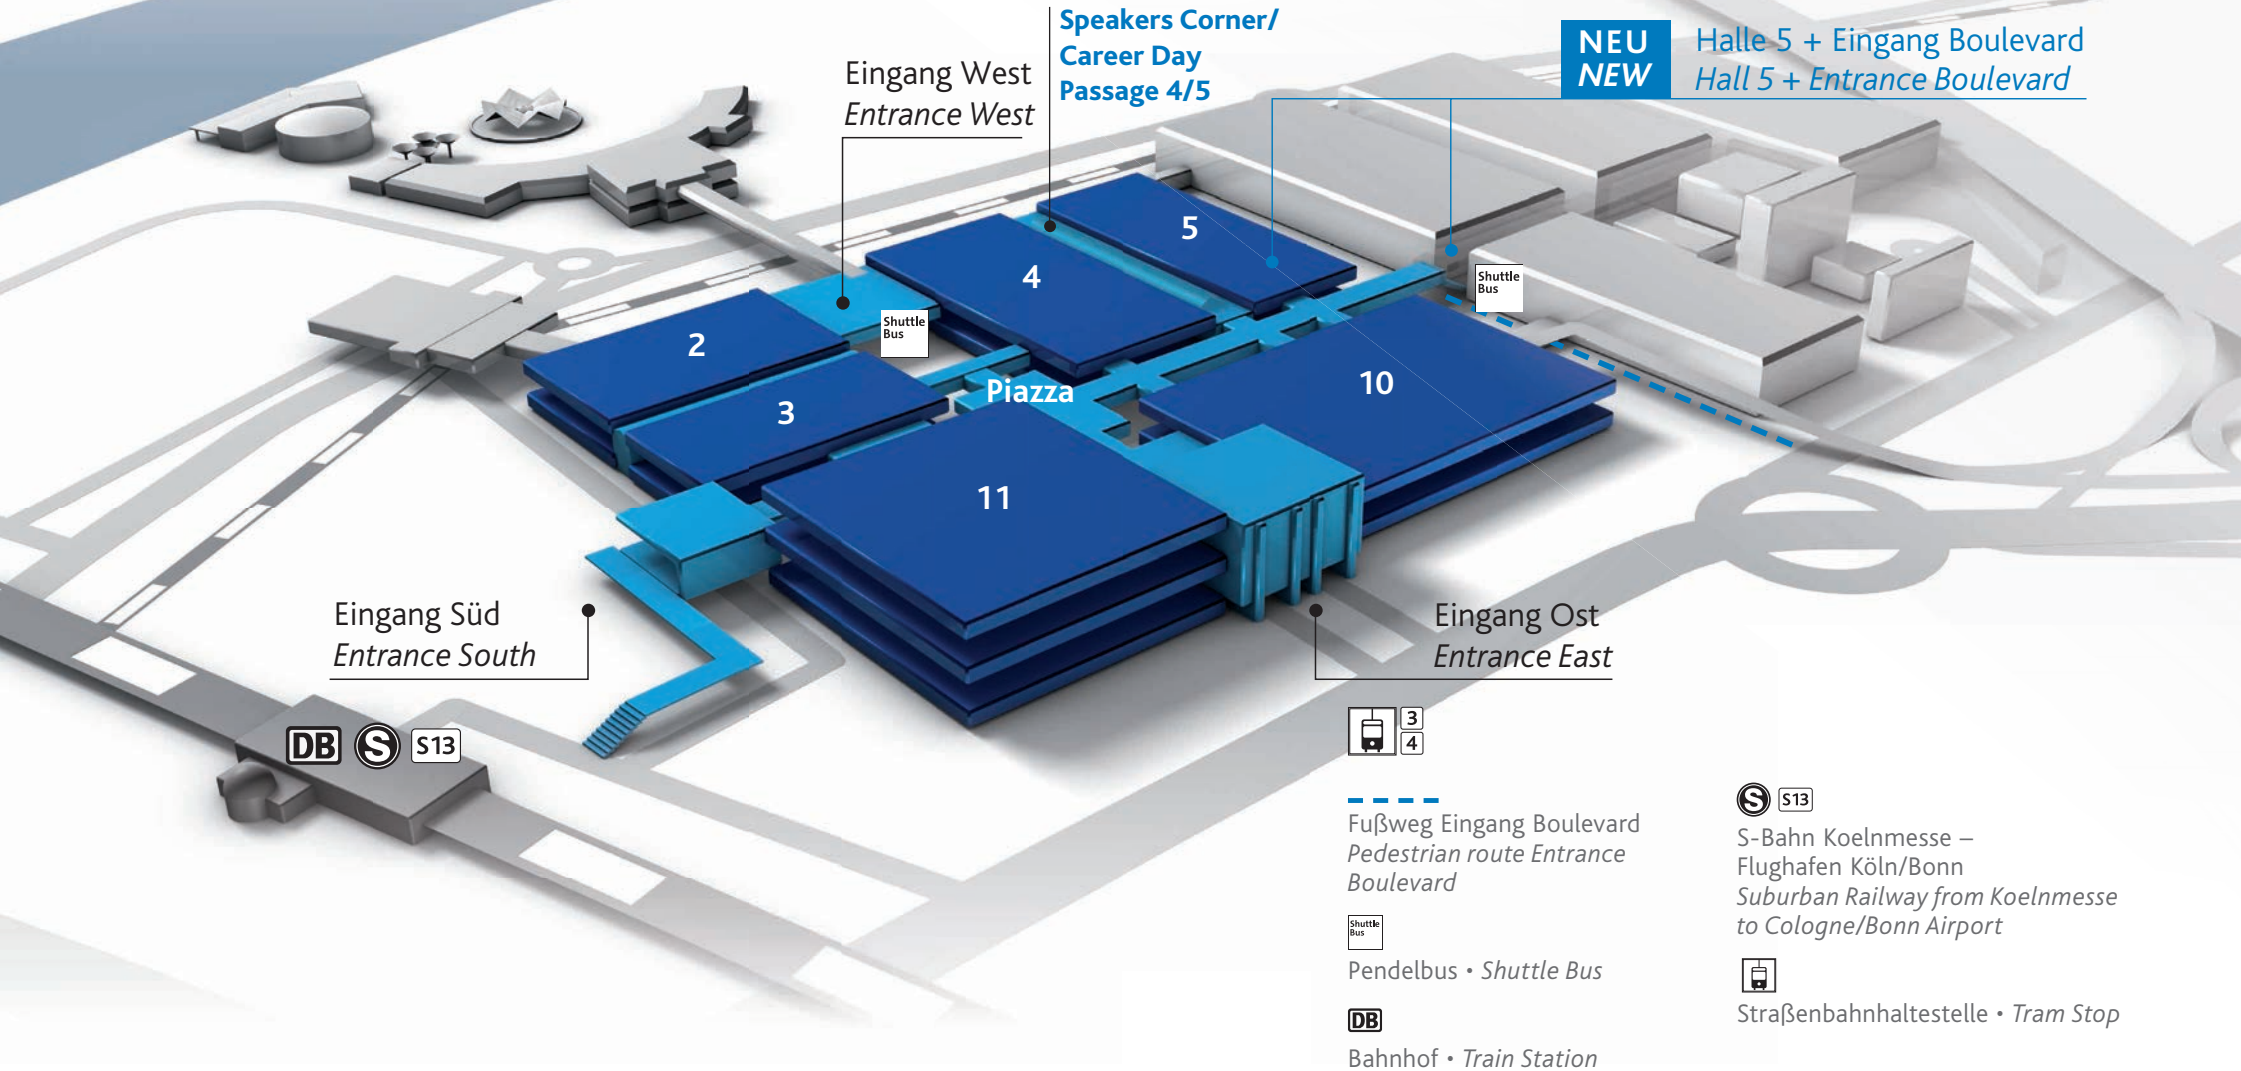 Speakers Corner/
Career Day
Passage 4/5
Eingang West
Entrance West
NEU
NEW
Halle 5 + Eingang Boulevard
Hall 5 + Entrance Boulevard
5
4
Shuttle
Bus
Shuttle
Bus
2
3
Piazza
10
11
Eingang Süd
Entrance South
Eingang Ost
Entrance East
DB S S13
3
4
Fußweg Eingang Boulevard
Pedestrian route Entrance
Boulevard
Shuttle
Bus
Pendelbus • Shuttle Bus
DB
Bahnhof • Train Station
S S13
S-Bahn Koelnmesse –
Flughafen Köln/Bonn
Suburban Railway from Koelnmesse
to Cologne/Bonn Airport
Straßenbahnhaltestelle • Tram Stop